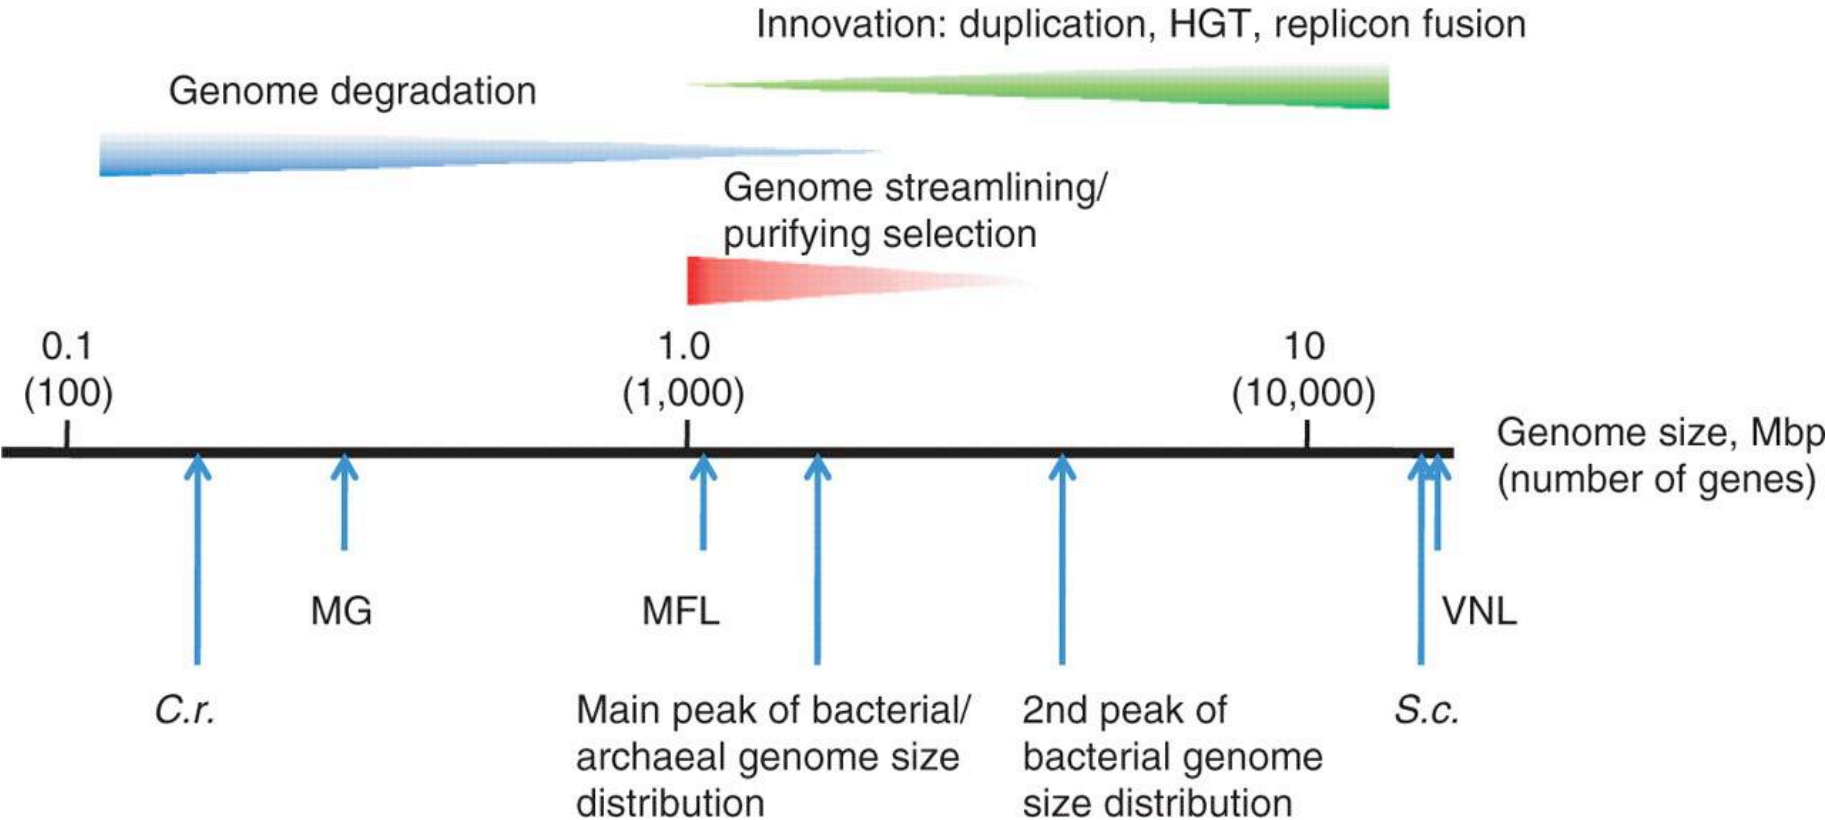 Innovation: duplication, HGT, replicon fusion
Genome degradation
Genome streamlining/
purifying selection
0.1
(100)
1.0
(1,000)
10
(10,000)
Genome size, Mbp
(number of genes)
MG
MFL
VNL
C.r.
Main peak of bacterial/
archaeal genome size
distribution
2nd peak of
bacterial genome
size distribution
S.c.